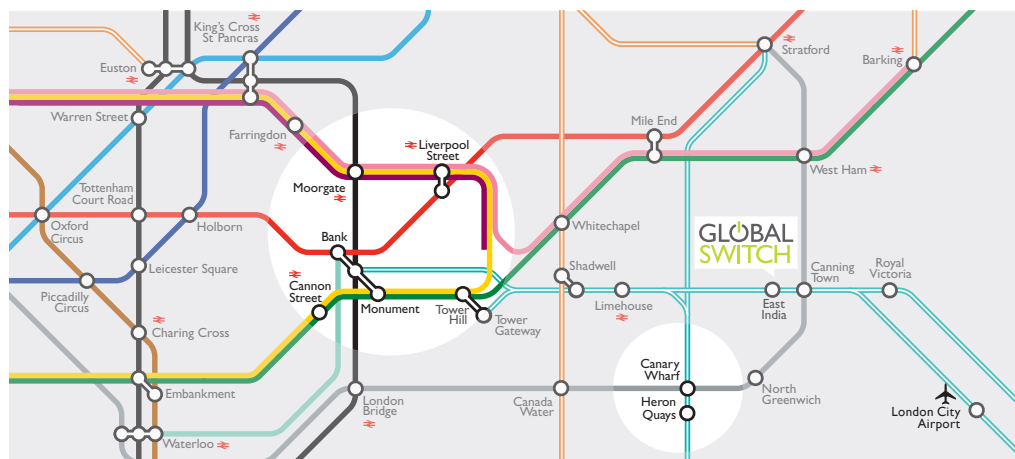 King's Cross
St Pancras
Euston
Stratford
Barking
Warren Street
Farringdon
Mile End
Liverpool
Street
West Ham
Moorgate
Tottenham
Court Road
Oxford
Circus
Holborn
Whitechapel
Bank
GLOBAL
SWITCH
Leicester Square
Shadwell
Canning
Town
Royal
Victoria
Piccadilly
Circus
Cannon
Street
Monument
Tower
Hill
Tower
Gateway
Limehouse
East
India
Charing Cross
Canary
Wharf
Heron
Quays
Embankment
London
Bridge
Canada
Water
North
Greenwich
London City
Airport
Waterloo